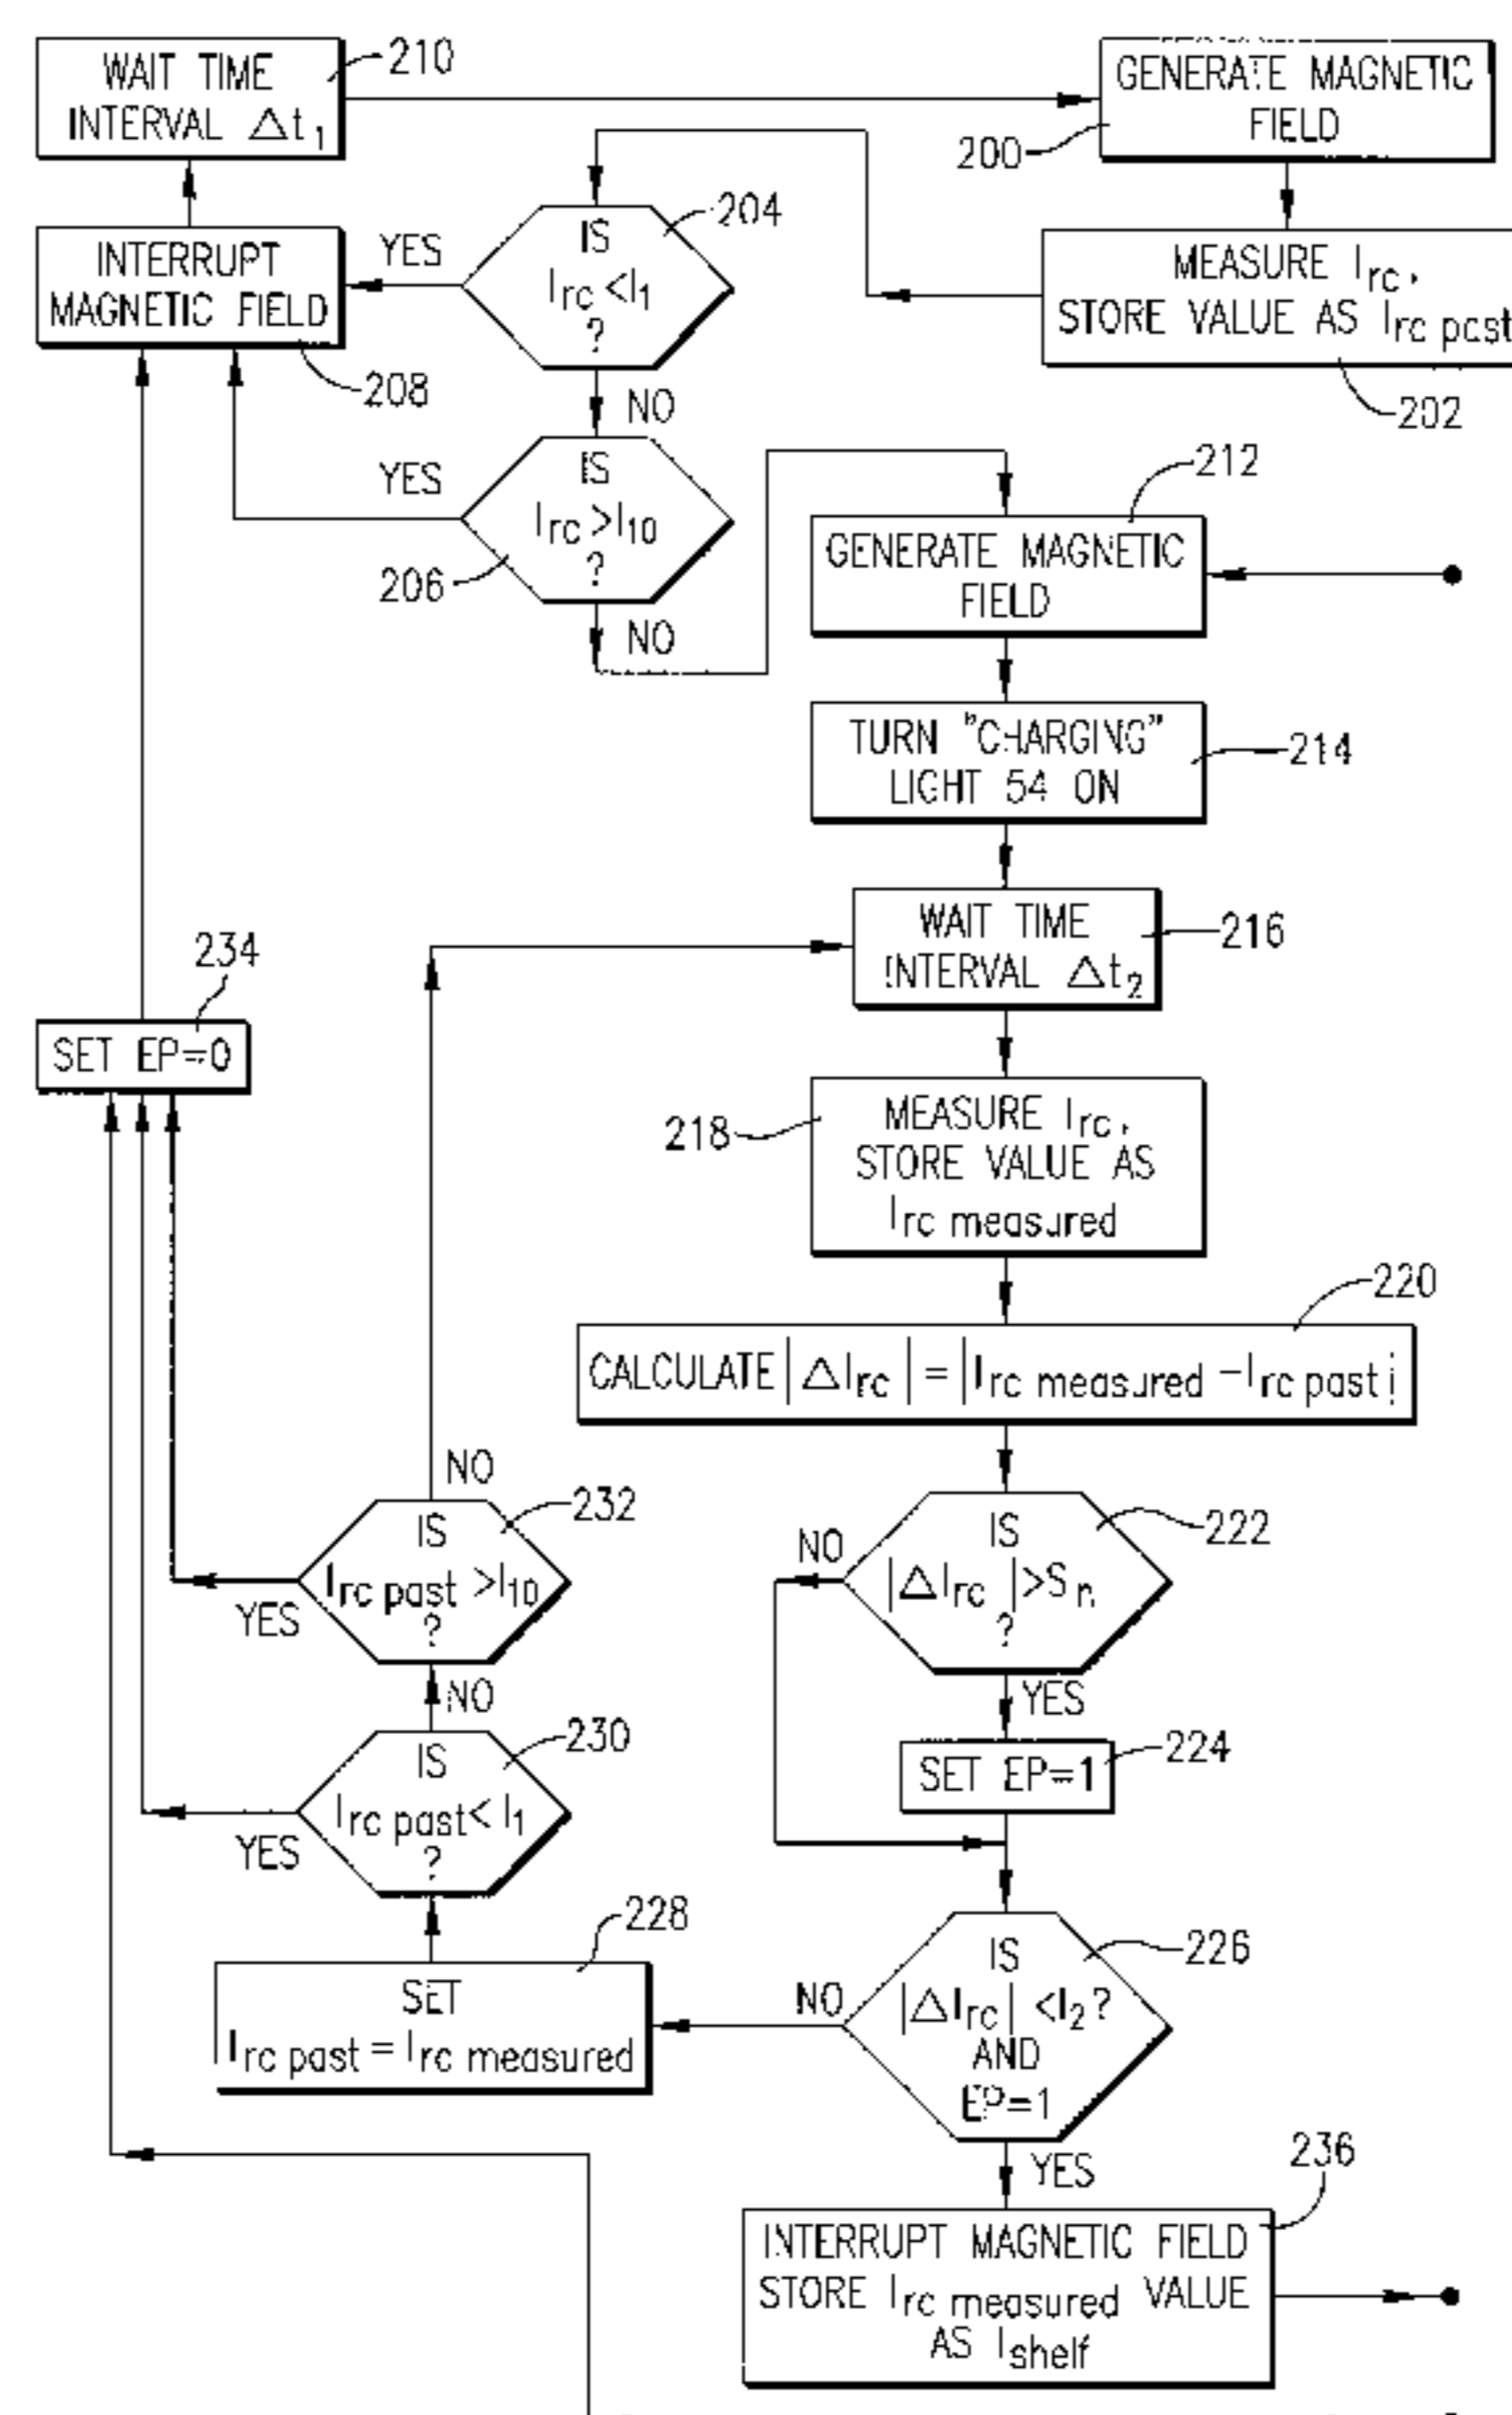 WAIT TIME
INTERVAL Δt1
210
GENERATE MAGNETIC
FIELD
200
INTERRUPT
MAGNETIC FIELD
208
YES
IS
Irc <I1
?
204
NO
MEASURE Irc,
STORE VALUE AS Irc past
202
YES
IS
Irc >I10
?
206
NO
212
GENERATE MAGNETIC
FIELD
TURN "CHARGING"
LIGHT 54 ON
214
WAIT TIME
INTERVAL Δt2
216
234
SET EP=0
218
MEASURE Irc,
STORE VALUE AS
Irc measured
220
CALCULATE |ΔIrc| = |Irc measured -Irc past|
NO
232
IS
Irc past >I10
?
YES
NO
IS
|ΔIrc|>Sn
?
222
YES
NO
230
IS
Irc past< I1
?
YES
SET EP=1
224
228
SET
Irc past = Irc measured
NO
IS
|ΔIrc| <I2?
AND
EP=1
226
YES
236
INTERRUPT MAGNETIC FIELD
STORE Irc measured VALUE
AS Ishelf